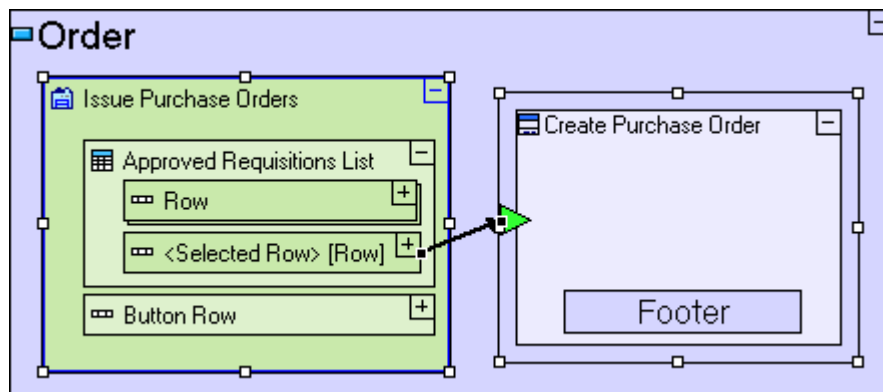 Order
Issue Purchase Orders
Approved Requisitions List
Row
<Selected Row> [Row]
Button Row
Create Purchase Order
Footer